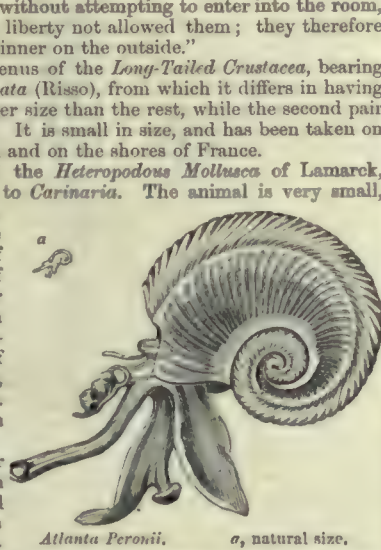 without attempting to enter into the room,
liberty not allowed them; they therefore
inner on the outside.”
enus of the Long-Tailed Crustacea, bearing
ata (Risso), from which it differs in having
er size than the rest, while the second pair
It is small in size, and has been taken on
and on the shores of France.
the Heteropodous Mollusca of Lamarck,
to Carinaria. The animal is very small,
a
Atlanta Peronii. a, natural size.